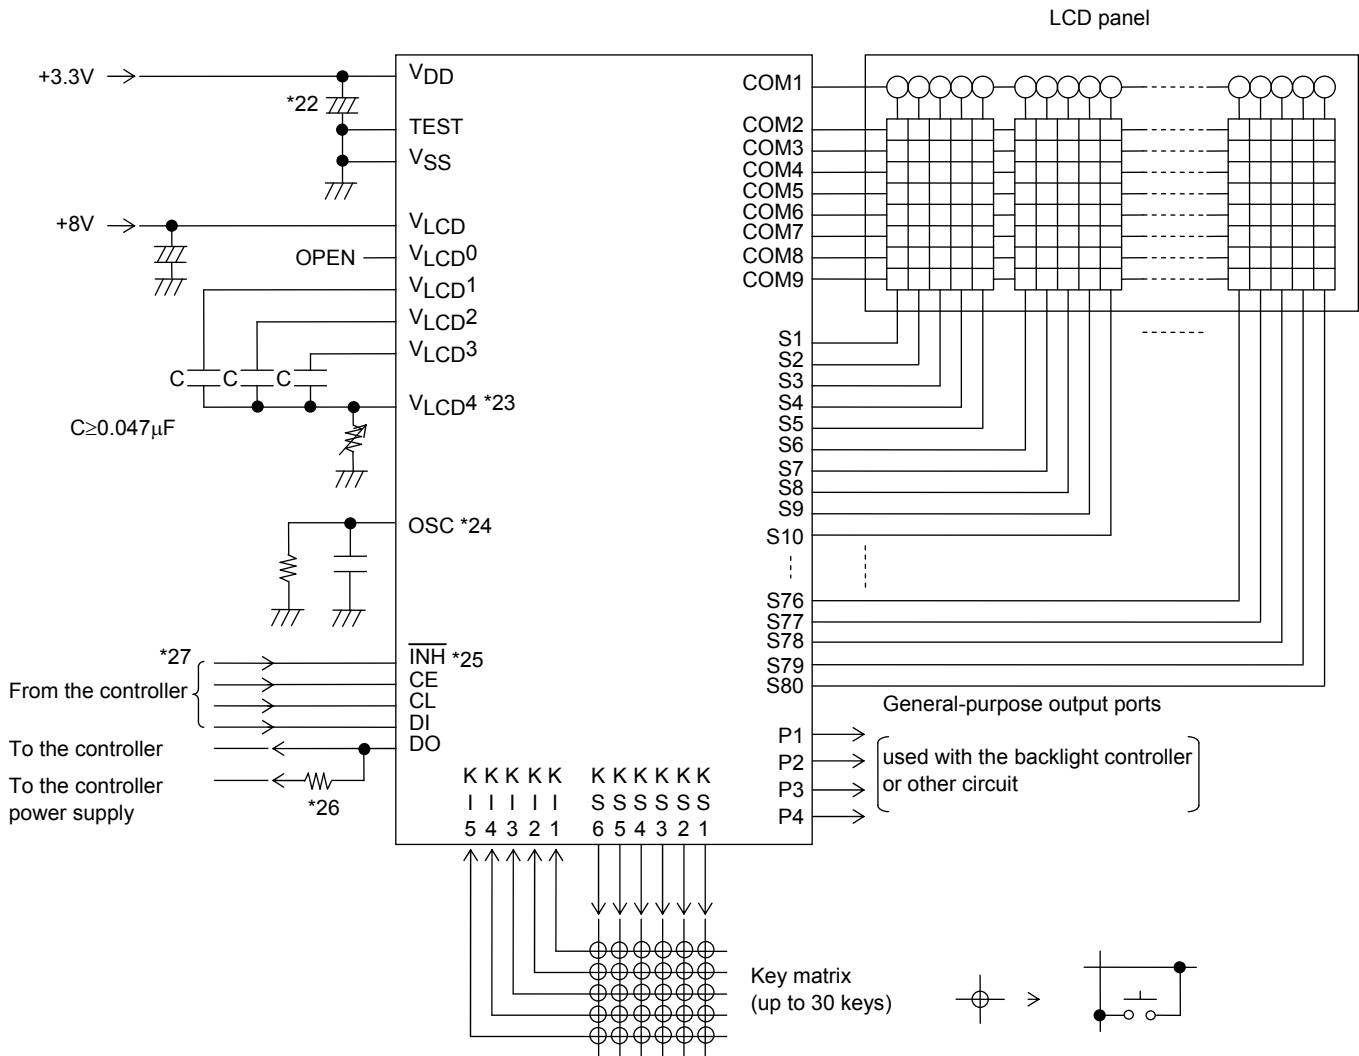 LCD panel
+3.3V
VDD
*22
TEST
VSS
+8V
VLCD
OPEN
VLCD0
VLCD1
VLCD2
VLCD3
C C C
VLCD4 *23
C≥0.047μF
OSC *24
*27
INH *25
From the controller
CE
CL
DI
To the controller
DO
To the controller
power supply
*26
COM1
COM2
COM3
COM4
COM5
COM6
COM7
COM8
COM9
S1
S2
S3
S4
S5
S6
S7
S8
S9
S10
S76
S77
S78
S79
S80
General-purpose output ports
P1
P2
P3
P4
used with the backlight controller
or other circuit
K K K K K K K K K K K
I I I I I S S S S S S
5 4 3 2 1 6 5 4 3 2 1
Key matrix
(up to 30 keys)